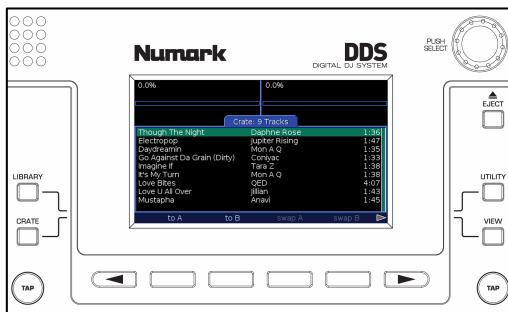 PUSH
SELECT
Numark
DDS
DIGITAL DJ SYSTEM
0.0% 0.0%
EJECT
Crate: 9 Tracks
Though The Night Daphne Rose 1:36
Electropop Jupiter Rising 1:47
Daydreamin Mon A Q 1:35
Go Against Da Grain (Dirty) Coniyac 1:33
Imagine If Tara Z 1:38
It's My Turn Mon A Q 1:38
Love Bites QED 4:07
Love U All Over Jillian 1:43
Mustapha Anavi 1:45
LIBRARY
UTILITY
CRATE
VIEW
to A to B swap A swap B
TAP
TAP